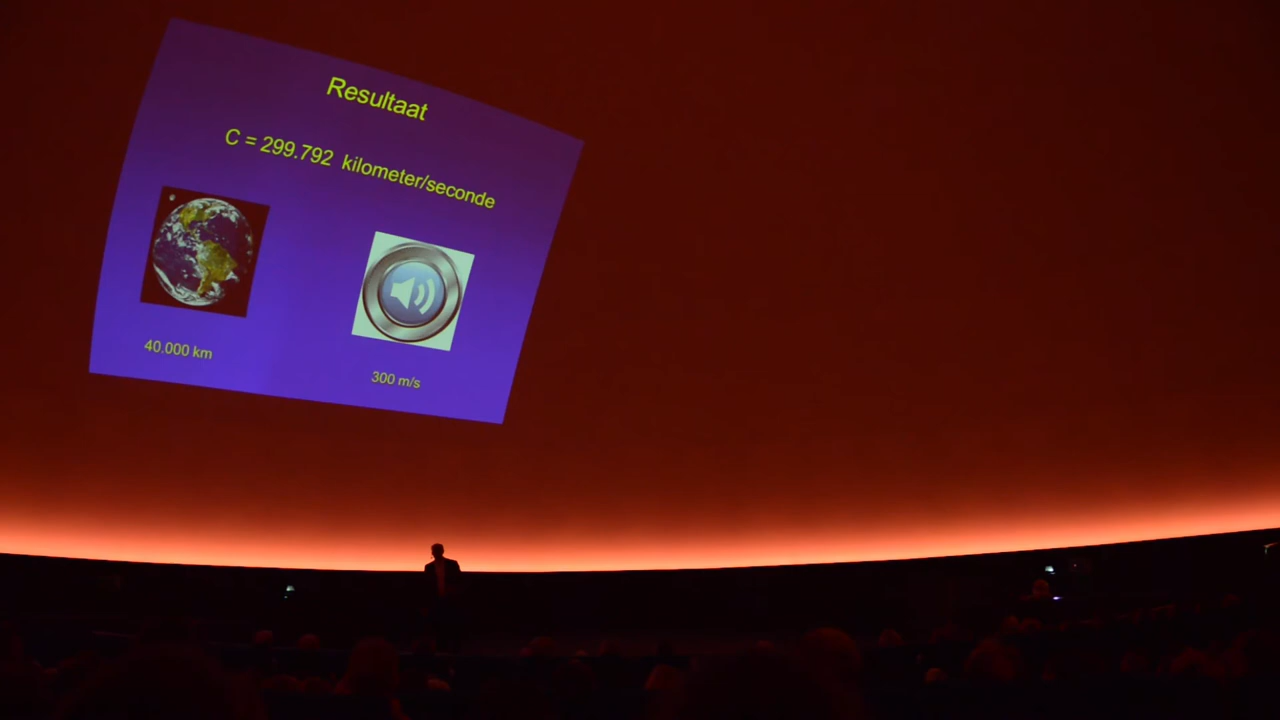 Resultaat
C = 299.792 kilometer/seconde
40.000 km
300 m/s